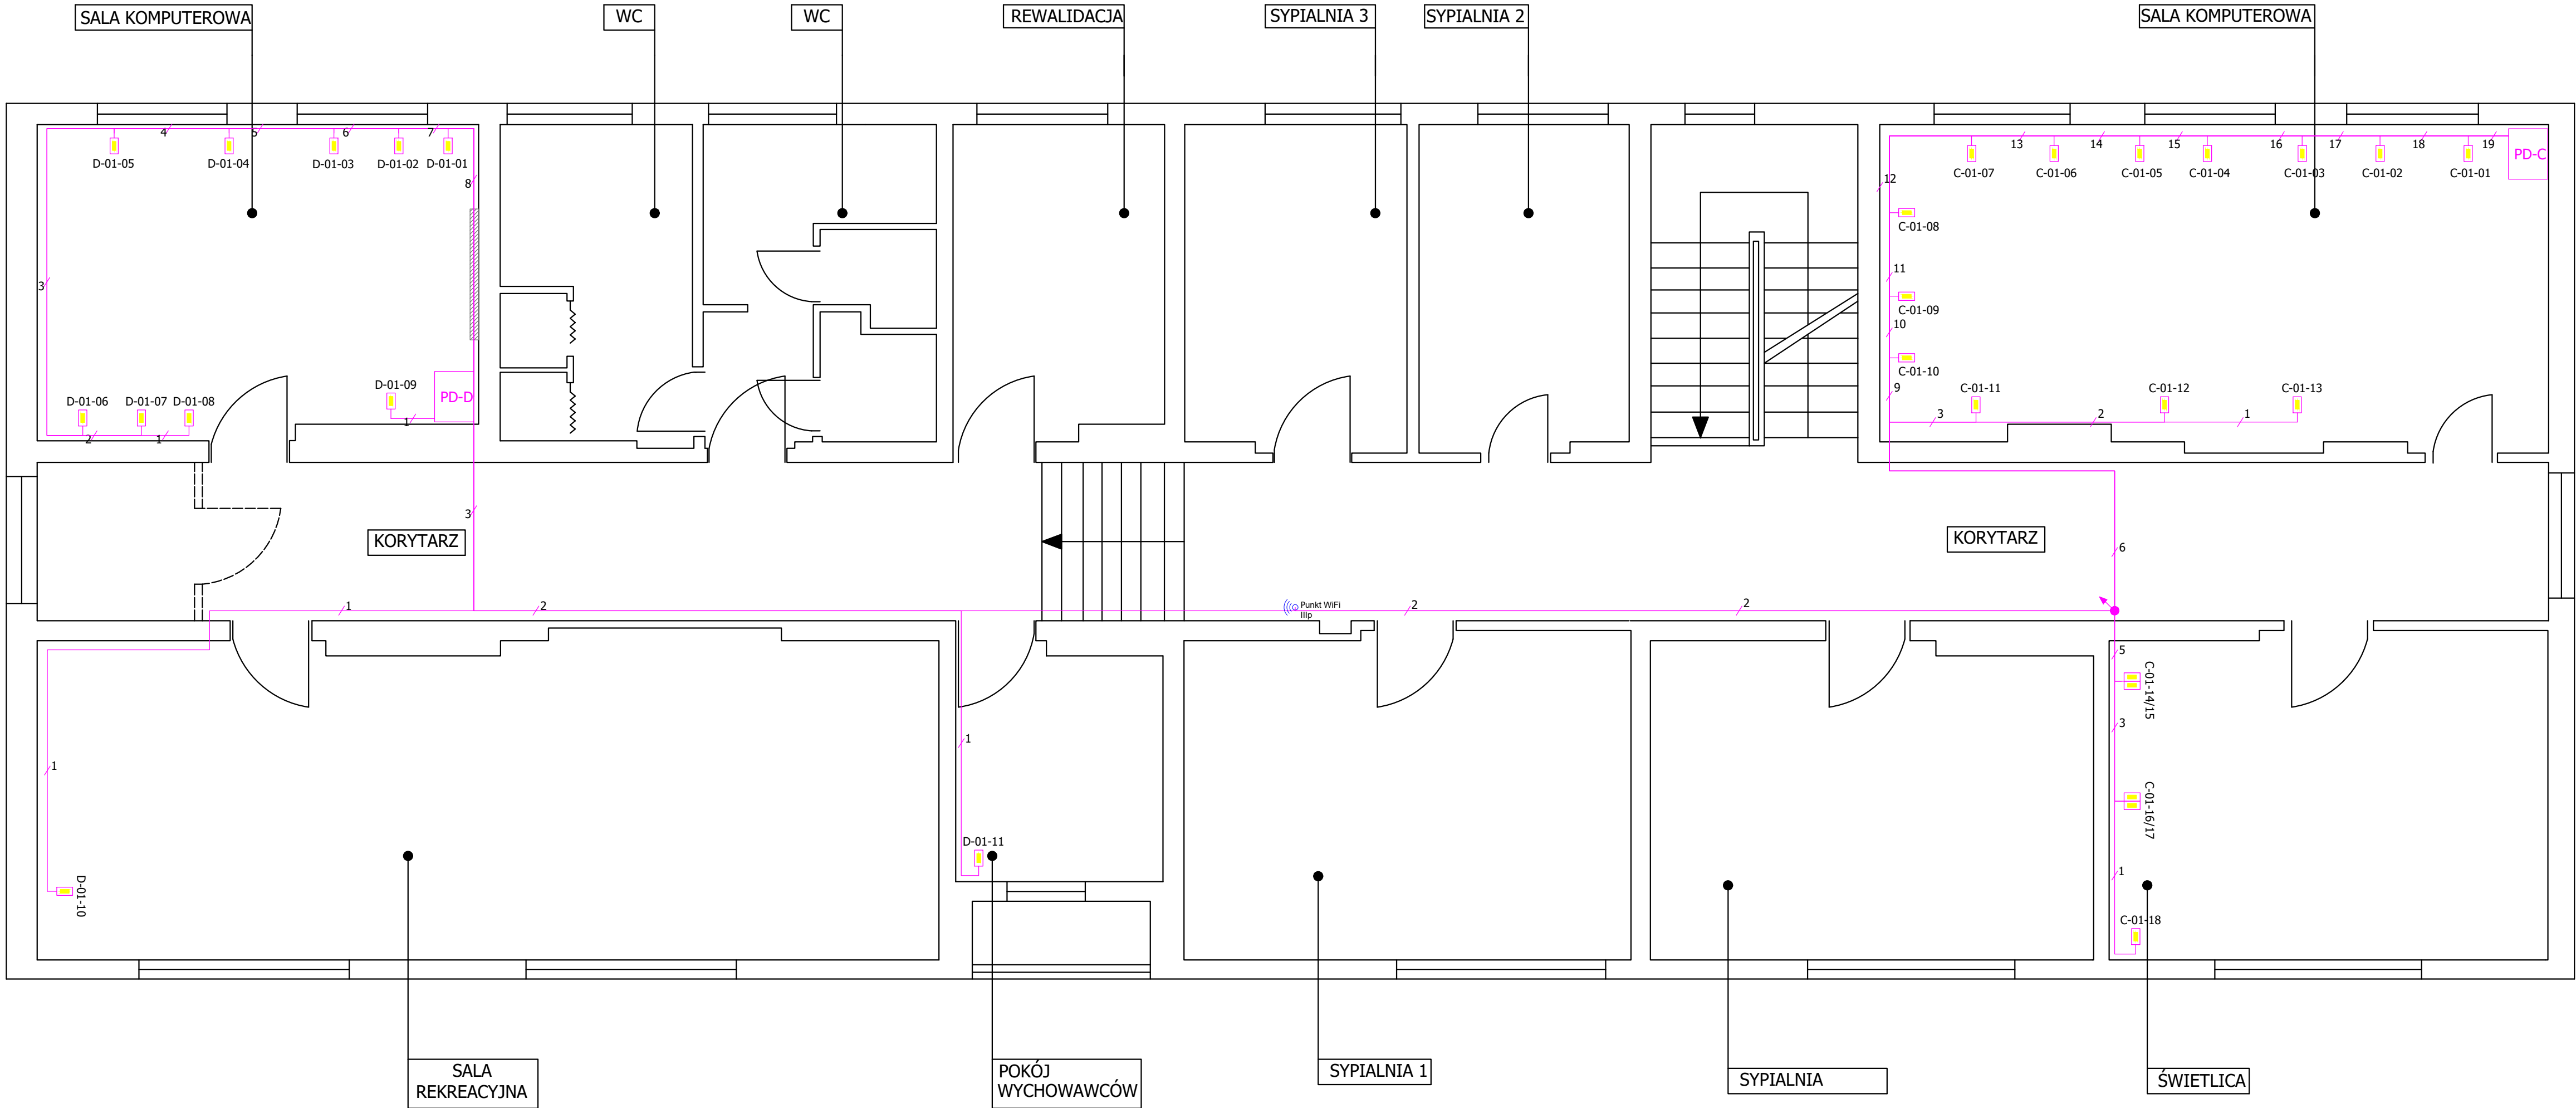 SALA KOMPUTEROWA
WC
WC
REWALIDACJA
SYPIALNIA 3
SYPIALNIA 2
SALA KOMPUTEROWA
4
5
6
7
D-01-05
D-01-04
D-01-03
D-01-02
D-01-01
8
3
D-01-06
D-01-07
D-01-08
D-01-09
PD-D
2
1
1
3
13
14
15
16
17
18
19
PD-C
C-01-07
C-01-06
C-01-05
C-01-04
C-01-03
C-01-02
C-01-01
12
C-01-08
11
C-01-09
10
C-01-10
9
C-01-11
C-01-12
C-01-13
3
2
1
KORYTARZ
KORYTARZ
6
1
2
Punkt WiFi
IIIp
2
2
5
C-01-14/15
3
C-01-16/17
1
C-01-18
1
1
D-01-11
D-01-10
SALA
REKREACYJNA
POKÓJ
WYCHOWAWCÓW
SYPIALNIA 1
SYPIALNIA
ŚWIETLICA